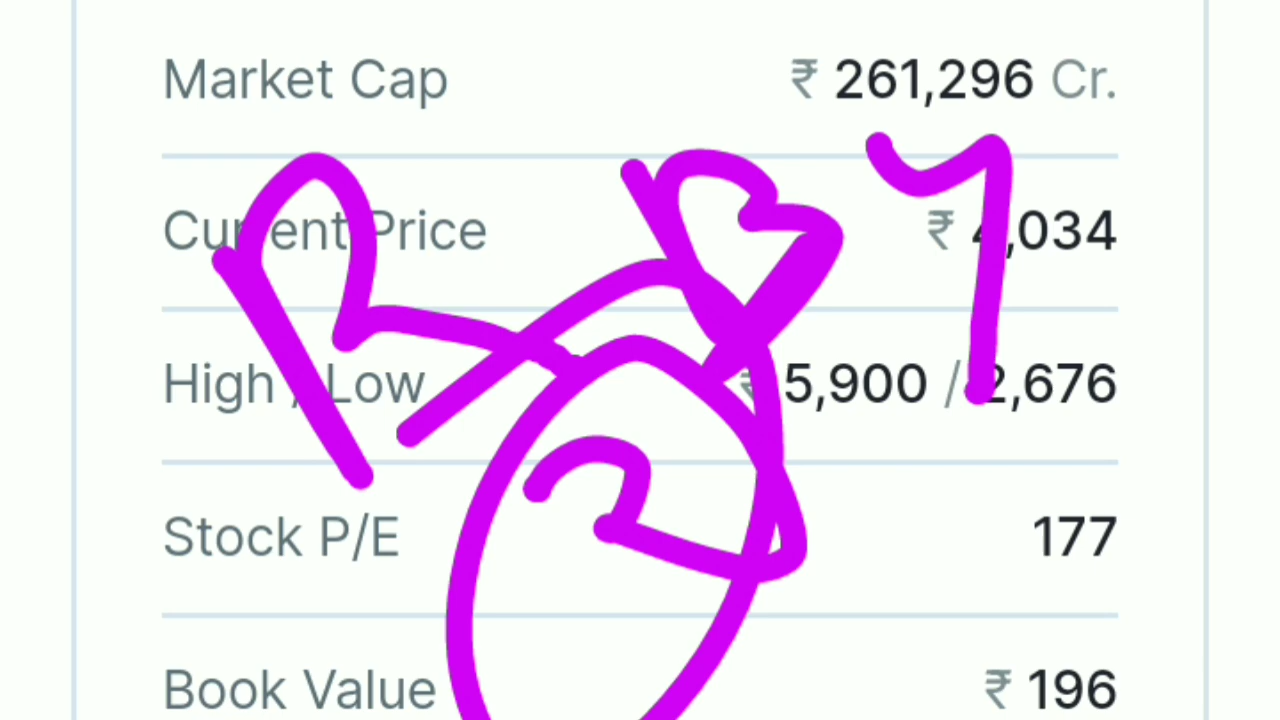 Market Cap ₹ 261,296 Cr.
Current Price ₹ 4,034
High / Low ₹ 5,900 / 2,676
Stock P/E 177
Book Value ₹ 196